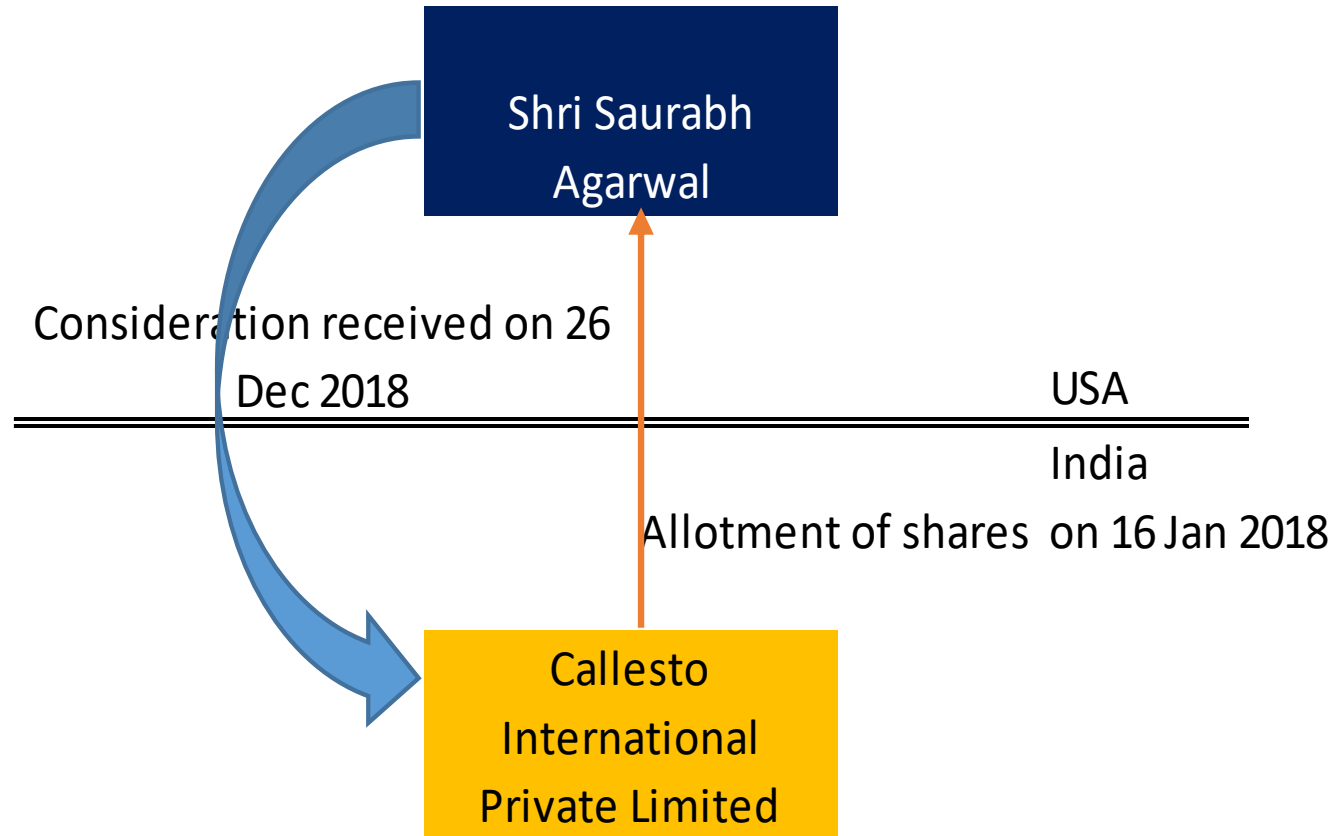 Shri Saurabh
Agarwal
Consideration received on 26
Dec 2018
USA
India
Allotment of shares on 16 Jan 2018
Callesto
International
Private Limited